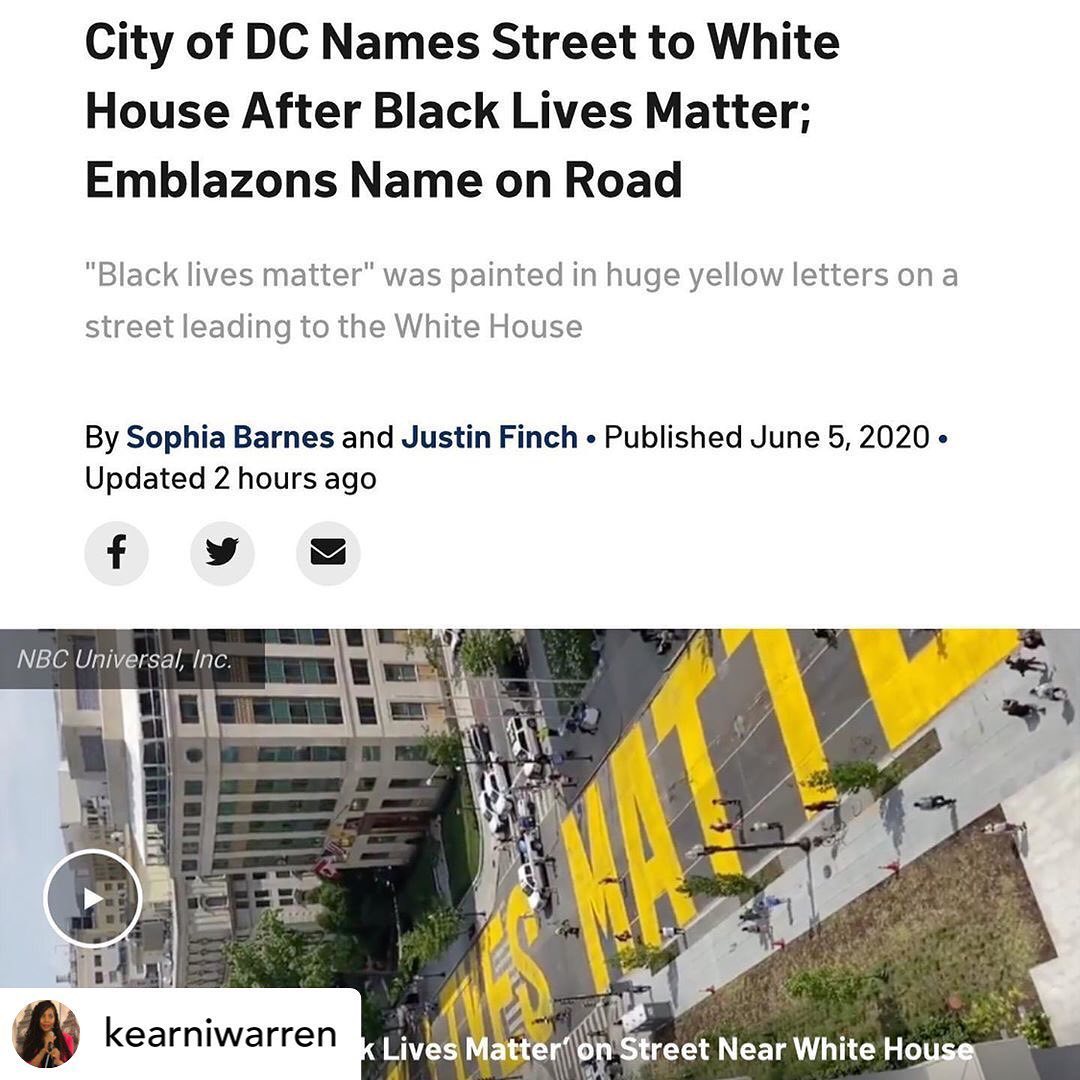 City of DC Names Street to White
House After Black Lives Matter;
Emblazons Name on Road
"Black lives matter" was painted in huge yellow letters on a
street leading to the White House
By Sophia Barnes and Justin Finch • Published June 5, 2020 •
Updated 2 hours ago
NBC Universal, Inc.
LIVES MATTE
kearniwarren
k Lives Matter’ on Street Near White House